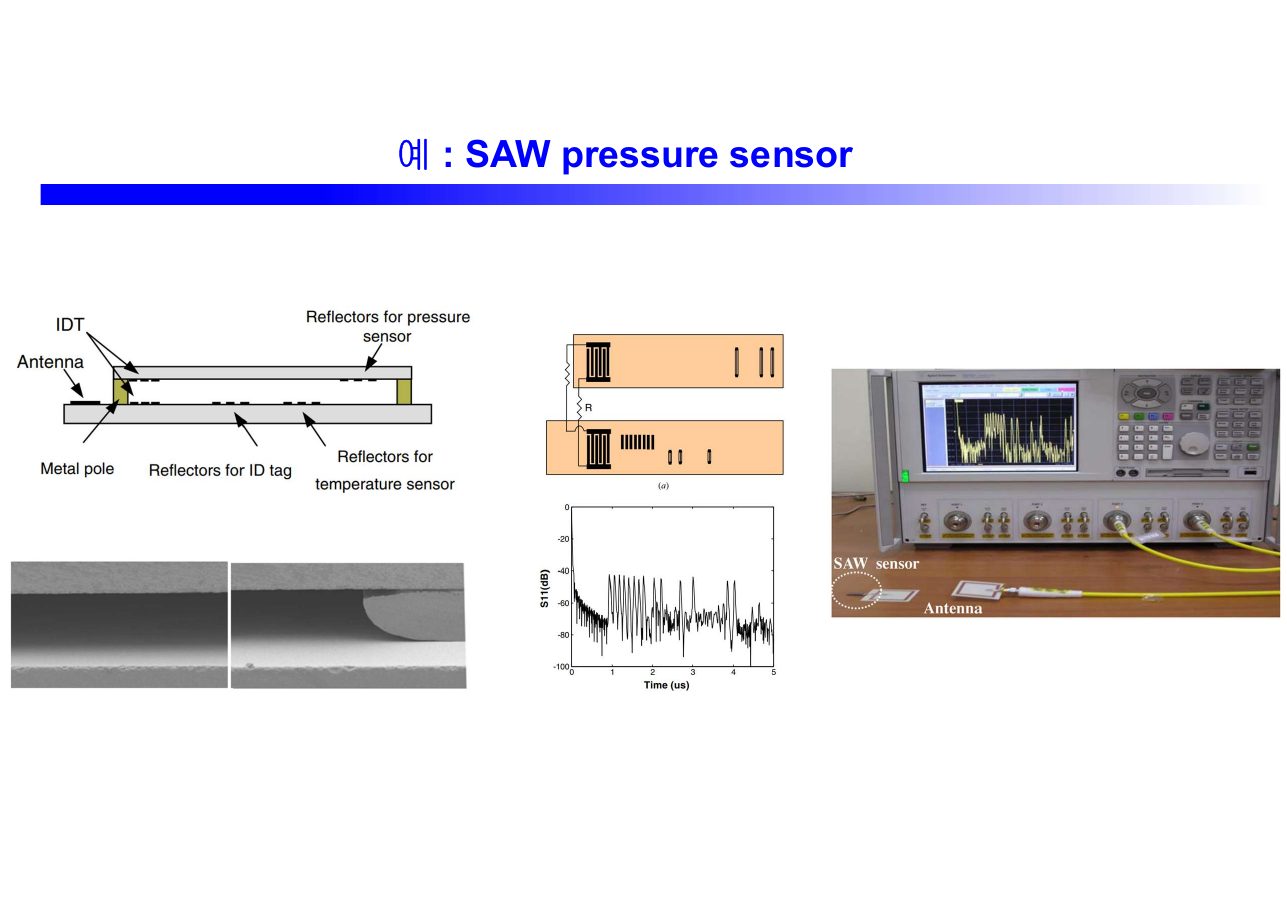 예 : SAW pressure sensor
IDT
Reflectors for pressure
sensor
Antenna
Metal pole
Reflectors for ID tag
Reflectors for
temperature sensor
R
(a)
0
-20
-40
-60
-80
-100
S11(dB)
0 1 2 3 4 5
Time (us)
SAW sensor
Antenna